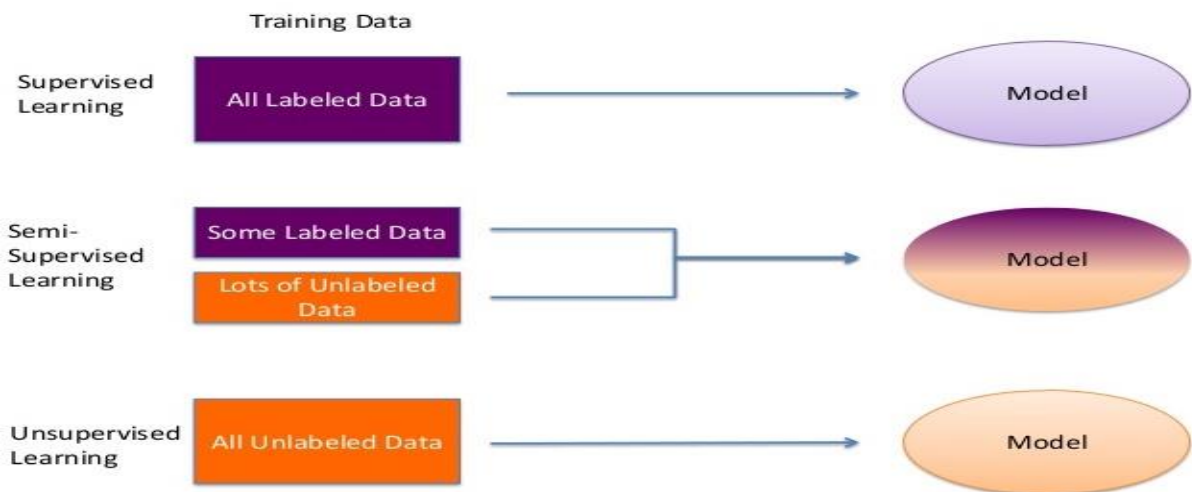 Training Data
Supervised
Learning
All Labeled Data
Model
Semi-
Supervised
Learning
Some Labeled Data
Lots of Unlabeled
Data
Model
Unsupervised
Learning
All Unlabeled Data
Model